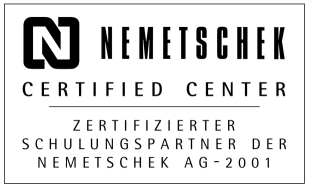 N NEMETSCHEK
CERTIFIED CENTER
ZERTIFIZIERTER
SCHULUNGSPARTNER DER
NEMETSCHEK AG-2001